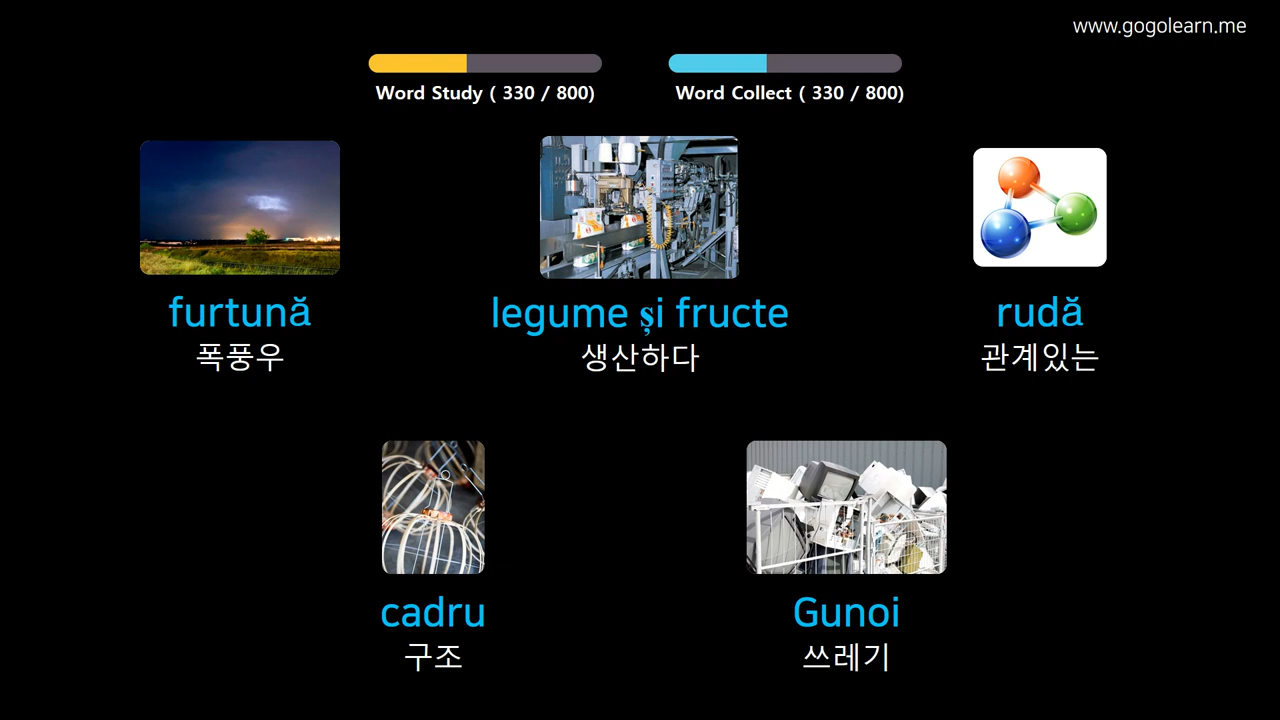 www.gogolearn.me
Word Study ( 330 / 800)
Word Collect ( 330 / 800)
furtună
폭풍우
legume și fructe
생산하다
rudă
관계있는
cadru
구조
Gunoi
쓰레기